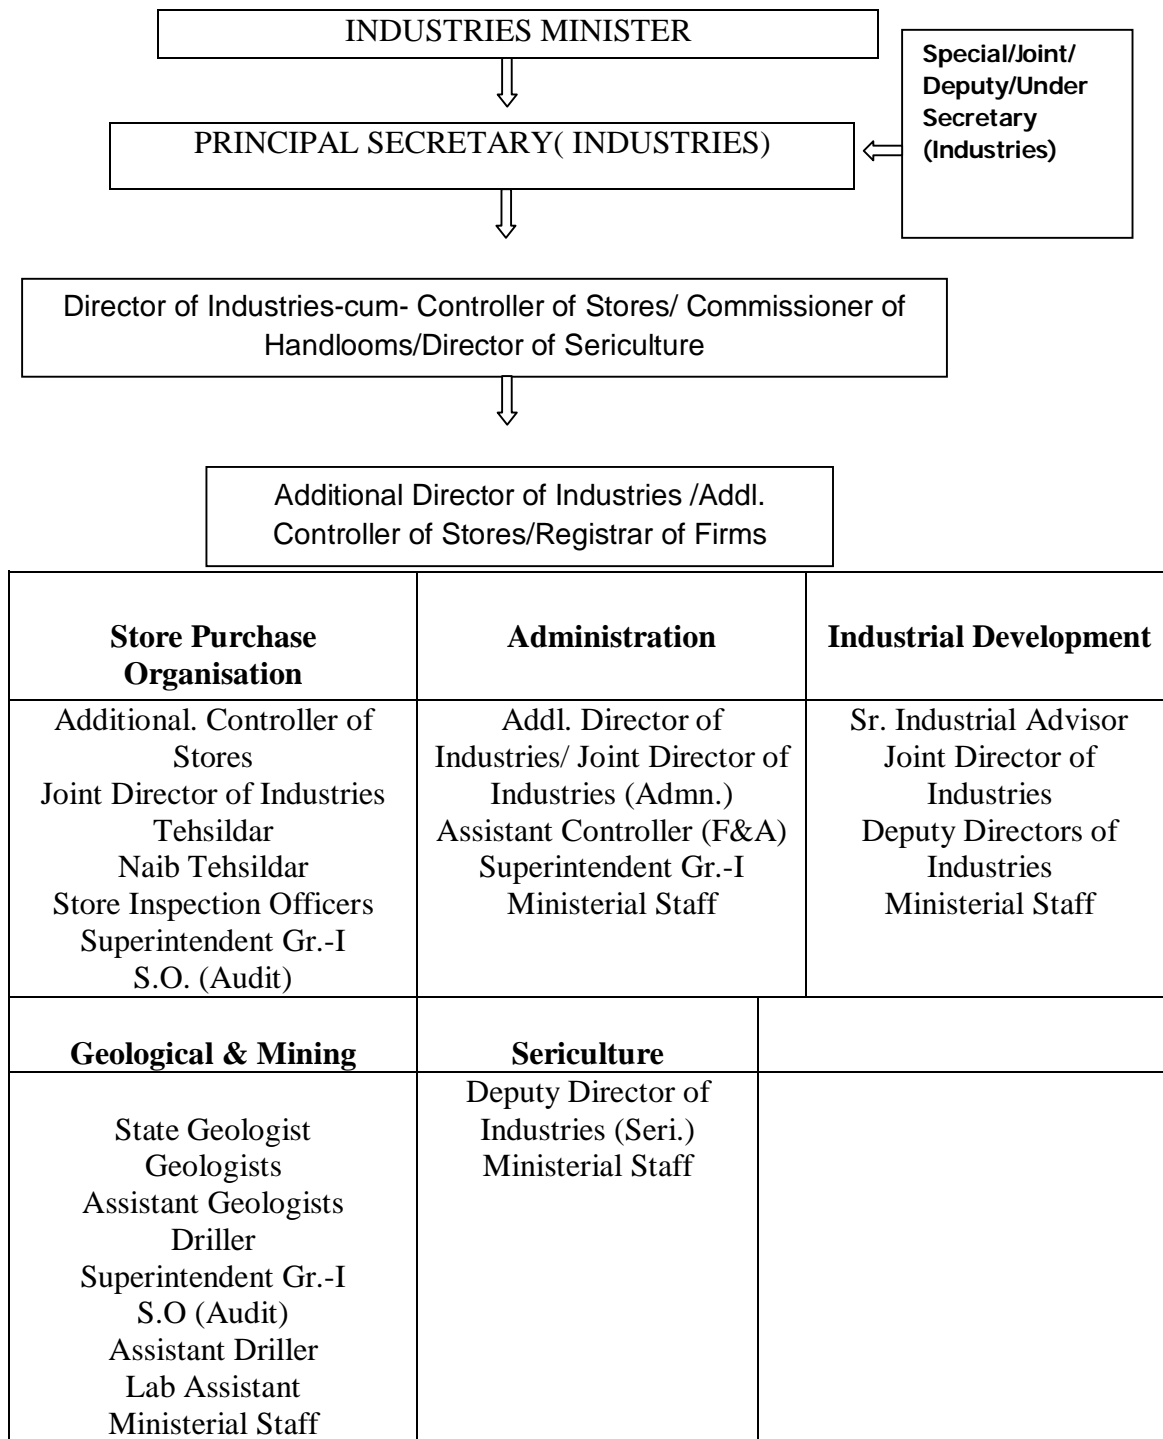 INDUSTRIES MINISTER
Special/Joint/
Deputy/Under
Secretary
(Industries)
PRINCIPAL SECRETARY( INDUSTRIES)
Director of Industries-cum- Controller of Stores/ Commissioner of
Handlooms/Director of Sericulture
Additional Director of Industries /Addl.
Controller of Stores/Registrar of Firms
Store Purchase
Organisation
Administration
Industrial Development
Additional. Controller of
Stores
Joint Director of Industries
Tehsildar
Naib Tehsildar
Store Inspection Officers
Superintendent Gr.-I
S.O. (Audit)
Addl. Director of
Industries/ Joint Director of
Industries (Admn.)
Assistant Controller (F&A)
Superintendent Gr.-I
Ministerial Staff
Sr. Industrial Advisor
Joint Director of
Industries
Deputy Directors of
Industries
Ministerial Staff
Geological & Mining
Sericulture
State Geologist
Geologists
Assistant Geologists
Driller
Superintendent Gr.-I
S.O (Audit)
Assistant Driller
Lab Assistant
Ministerial Staff
Deputy Director of
Industries (Seri.)
Ministerial Staff